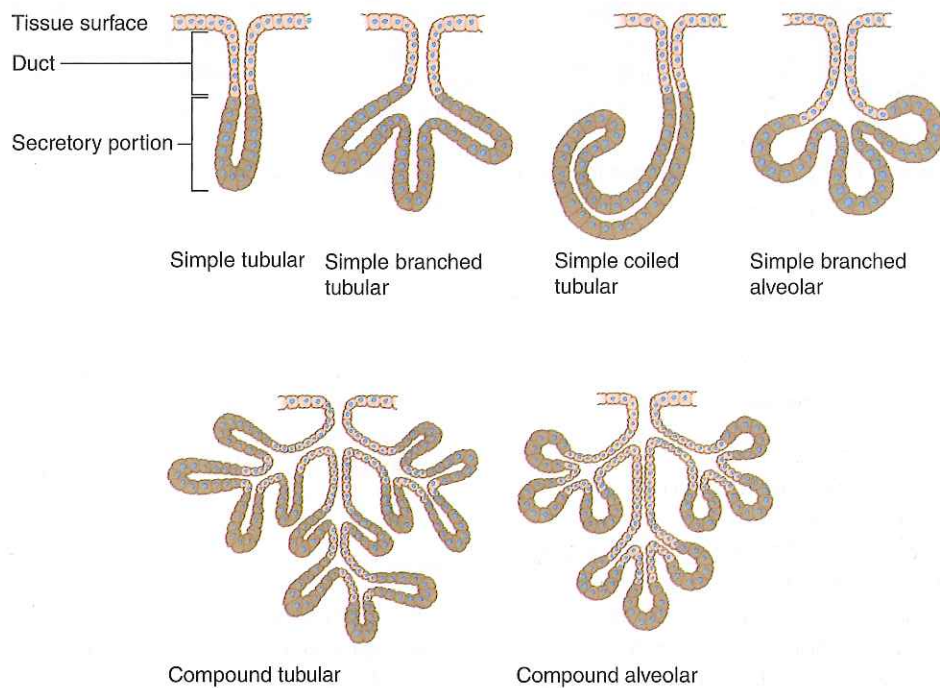 Tissue surface
Duct
Secretory portion
Simple tubular
Simple branched
tubular
Simple coiled
tubular
Simple branched
alveolar
Compound tubular
Compound alveolar